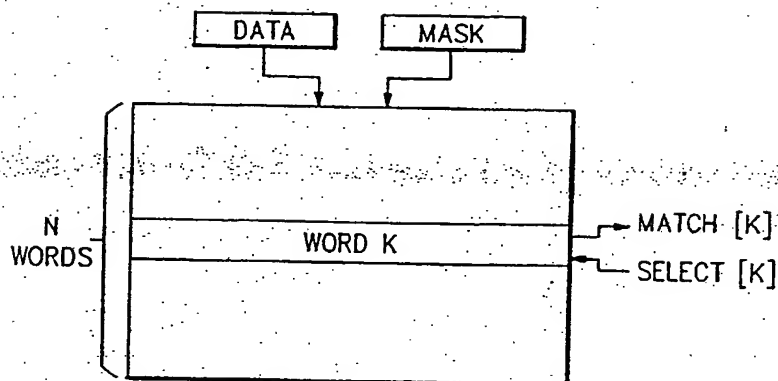 DATA
MASK
N
WORDS
WORD K
MATCH [K]
SELECT [K]